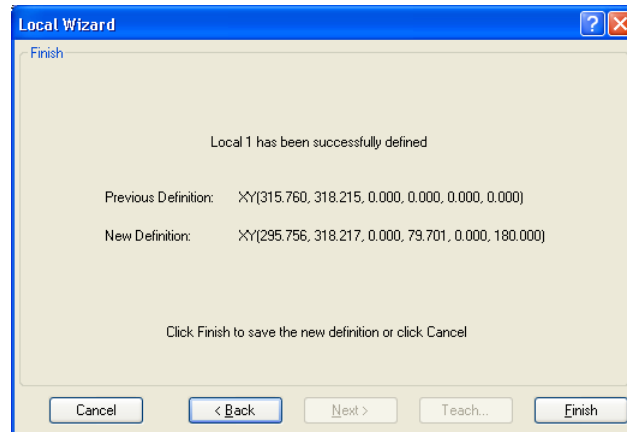 Local Wizard
Finish
Local 1 has been successfully defined
Previous Definition: XY(315.760, 318.215, 0.000, 0.000, 0.000, 0.000)
New Definition: XY(295.756, 318.217, 0.000, 79.701, 0.000, 180.000)
Click Finish to save the new definition or click Cancel
Cancel < Back Next > Teach... Finish